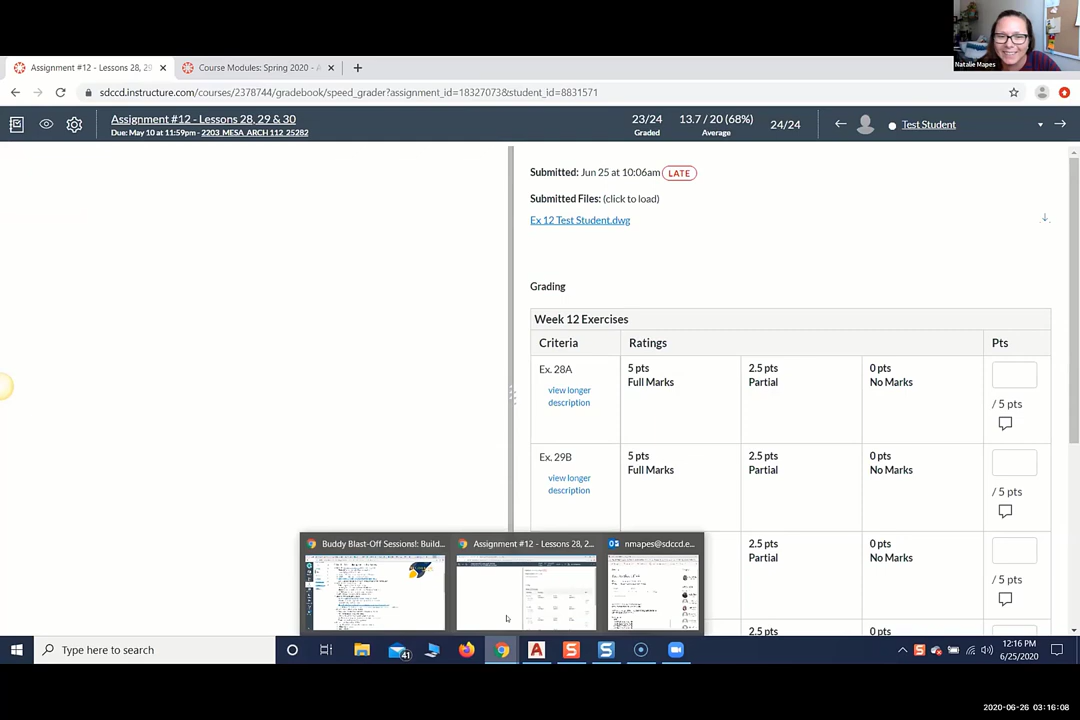 Natalie Mapes
Assignment #12 - Lessons 28, 29
Course Modules: Spring 2020 - A
sdccd.instructure.com/courses/2378744/gradebook/speed_grader?assignment_id=18327073&student_id=8831571
Assignment #12 - Lessons 28, 29 & 30
Due: May 10 at 11:59pm - 2203_MESA_ARCH 112_25282
23/24
Graded
13.7 / 20 (68%)
Average
24/24
Test Student
Submitted: Jun 25 at 10:06am LATE
Submitted Files: (click to load)
Ex 12 Test Student.dwg
Grading
Week 12 Exercises
Criteria Ratings Pts
Ex. 28A
view longer
description
5 pts
Full Marks
2.5 pts
Partial
0 pts
No Marks
/ 5 pts
Ex. 29B
view longer
description
5 pts
Full Marks
2.5 pts
Partial
0 pts
No Marks
/ 5 pts
2.5 pts
Partial
0 pts
No Marks
/ 5 pts
2.5 pts
0 pts
Buddy Blast-Off Sessions!: Build...
Assignment #12 - Lessons 28, 2...
nmapes@sdccd.e...
Type here to search
41
12:16 PM
6/25/2020
2020-06-26 03:16:08